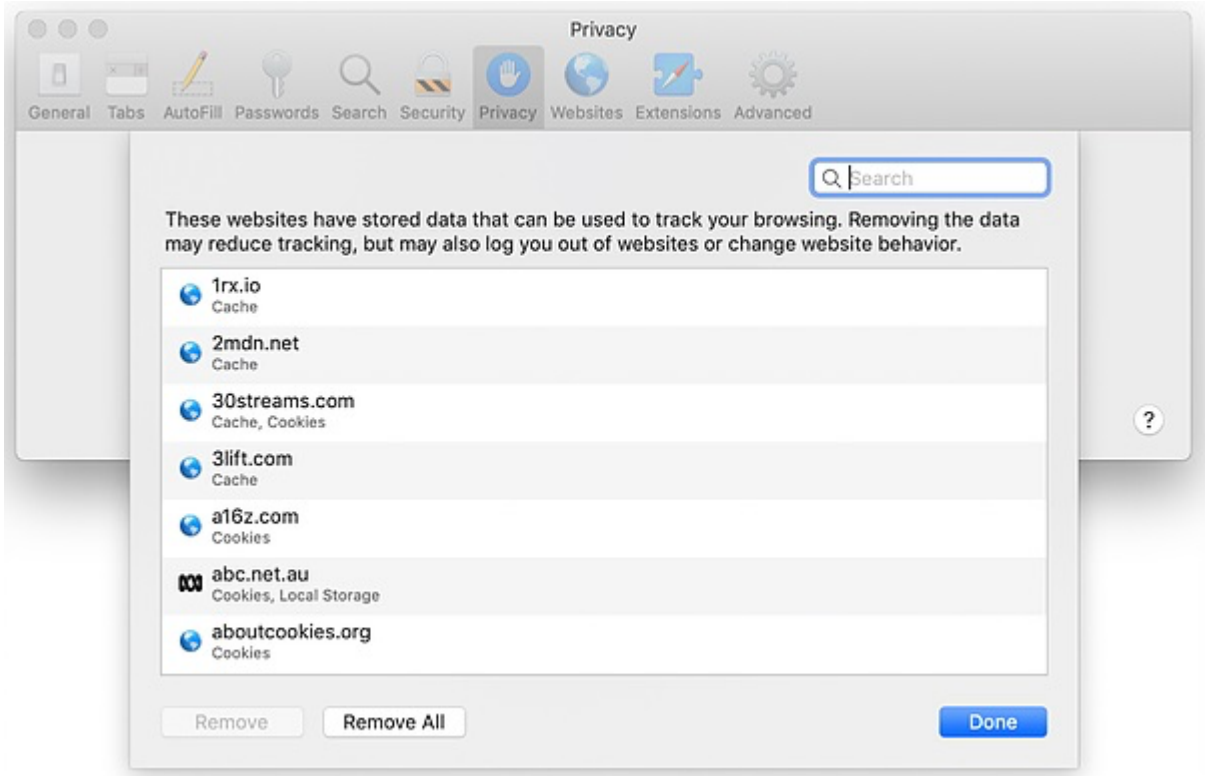 Privacy
General Tabs AutoFill Passwords Search Security Privacy Websites Extensions Advanced
Search
These websites have stored data that can be used to track your browsing. Removing the data
may reduce tracking, but may also log you out of websites or change website behavior.
1rx.io
Cache
2mdn.net
Cache
30streams.com
Cache, Cookies
3lift.com
Cache
a16z.com
Cookies
abc.net.au
Cookies, Local Storage
aboutcookies.org
Cookies
?
Remove Remove All Done